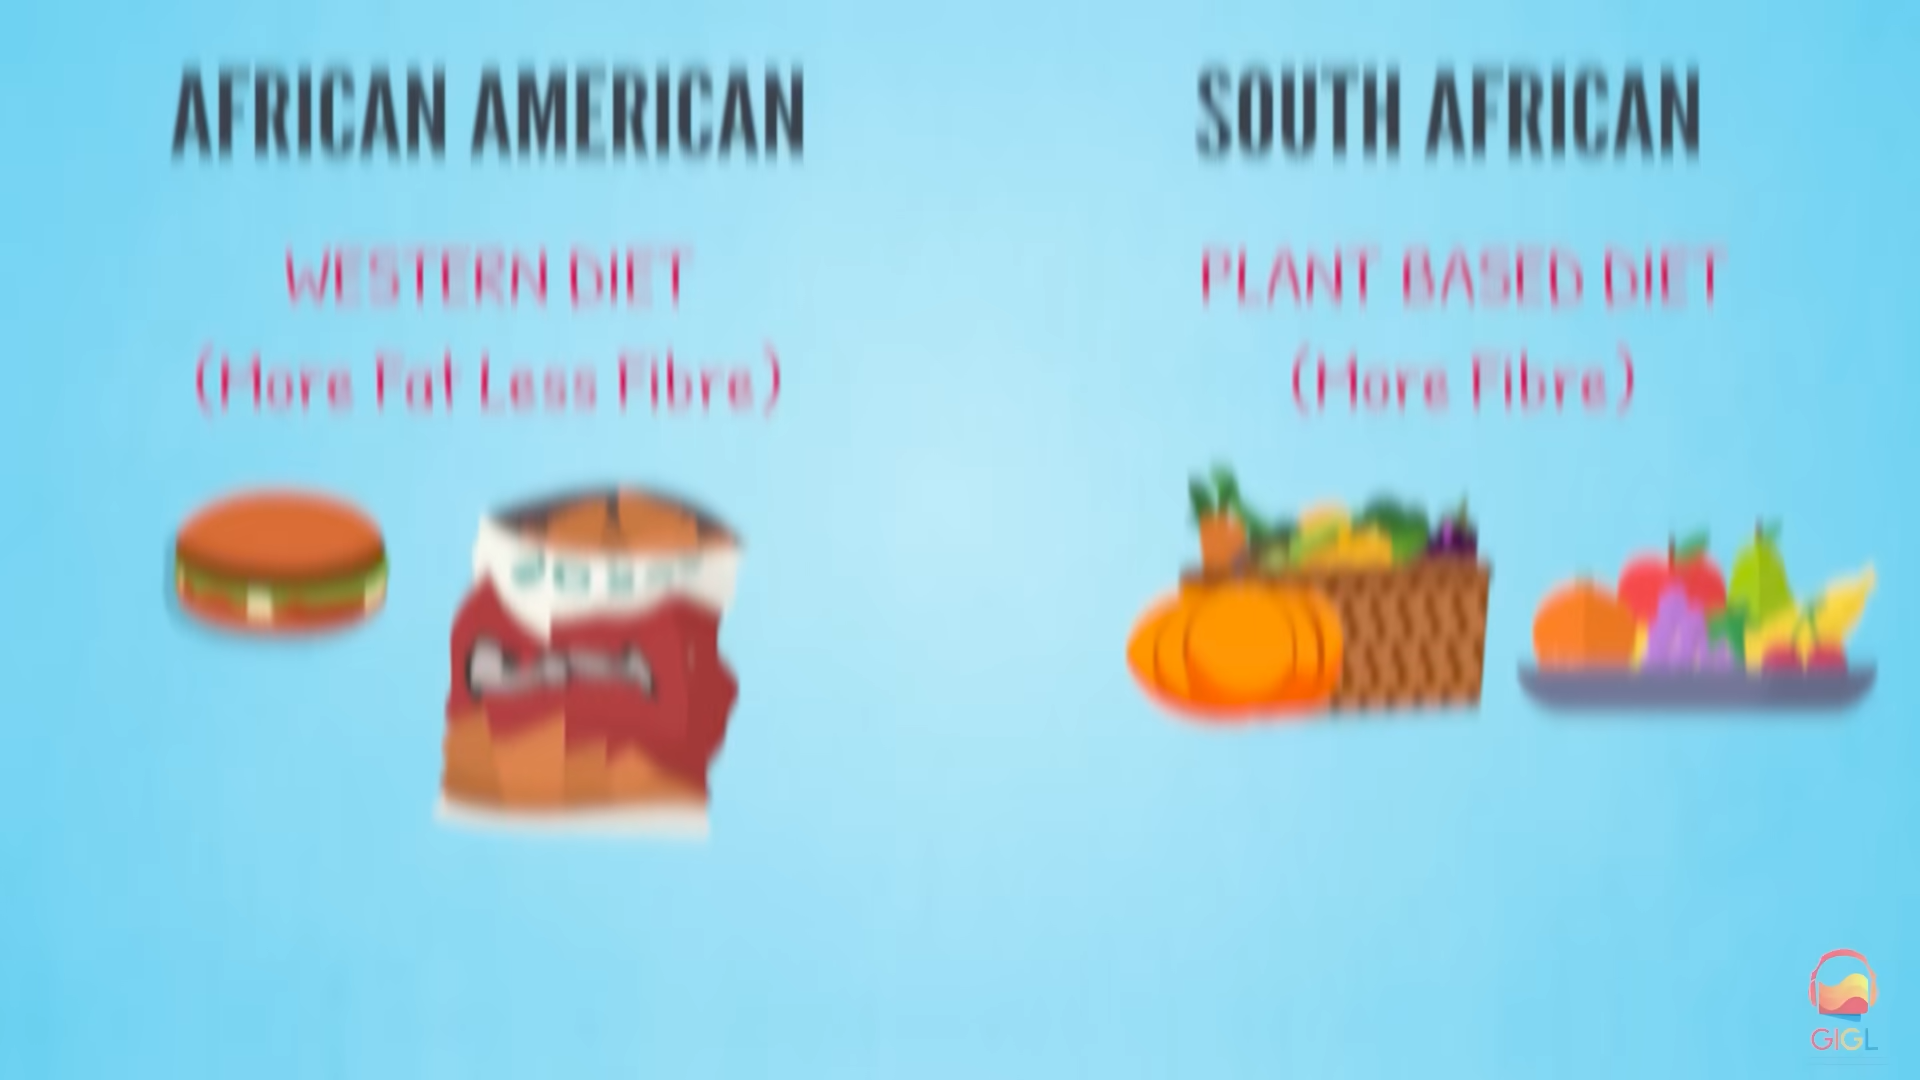 AFRICAN AMERICAN
WESTERN DIET
(More Fat Less Fibre)
SOUTH AFRICAN
PLANT BASED DIET
(More Fibre)
GIGL